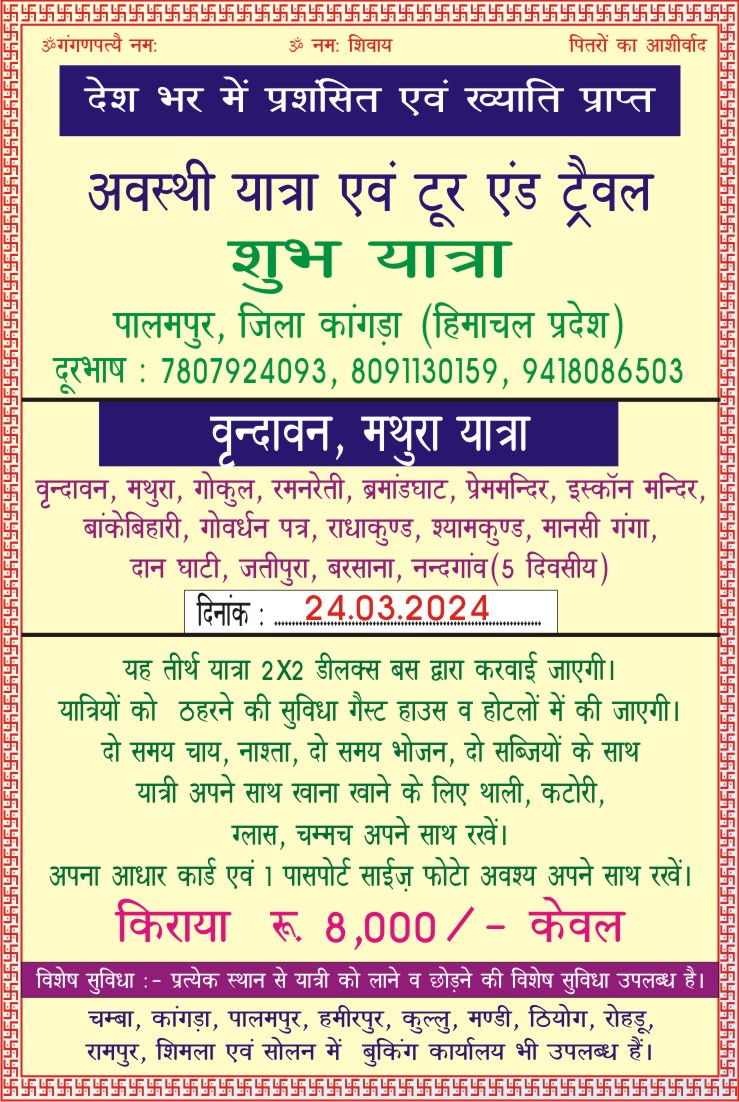 ॐगंगणपत्यै नम: ॐ नम: शिवाय पितरों का आशीर्वाद
देश भर में प्रशंसित एवं ख्याति प्राप्त
अवस्थी यात्रा एवं टूर एंड ट्रैवल
शुभ यात्रा
पालमपुर, जिला कांगड़ा (हिमाचल प्रदेश)
दूरभाष : 7807924093, 8091130159, 9418086503
वृन्दावन, मथुरा यात्रा
वृन्दावन, मथुरा, गोकुल, रमनरेती, ब्रमांडघाट, प्रेममन्दिर, इस्कॉन मन्दिर,
बांकेबिहारी, गोवर्धन पत्र, राधाकुण्ड, श्यामकुण्ड, मानसी गंगा,
दान घाटी, जतीपुरा, बरसाना, नन्दगांव(5 दिवसीय)
दिनांक : 24.03.2024
यह तीर्थ यात्रा 2X2 डीलक्स बस द्वारा करवाई जाएगी।
यात्रियों को ठहरने की सुविधा गैस्ट हाउस व होटलों में की जाएगी।
दो समय चाय, नाश्ता, दो समय भोजन, दो सब्जियों के साथ
यात्री अपने साथ खाना खाने के लिए थाली, कटोरी,
ग्लास, चम्मच अपने साथ रखें।
अपना आधार कार्ड एवं 1 पासपोर्ट साईज़ फोटो अवश्य अपने साथ रखें।
किराया रू. 8,000/- केवल
विशेष सुविधा :- प्रत्येक स्थान से यात्री को लाने व छोड़ने की विशेष सुविधा उपलब्ध है।
चम्बा, कांगड़ा, पालमपुर, हमीरपुर, कुल्लु, मण्डी, ठियोग, रोहडू,
रामपुर, शिमला एवं सोलन में बुकिंग कार्यालय भी उपलब्ध हैं।